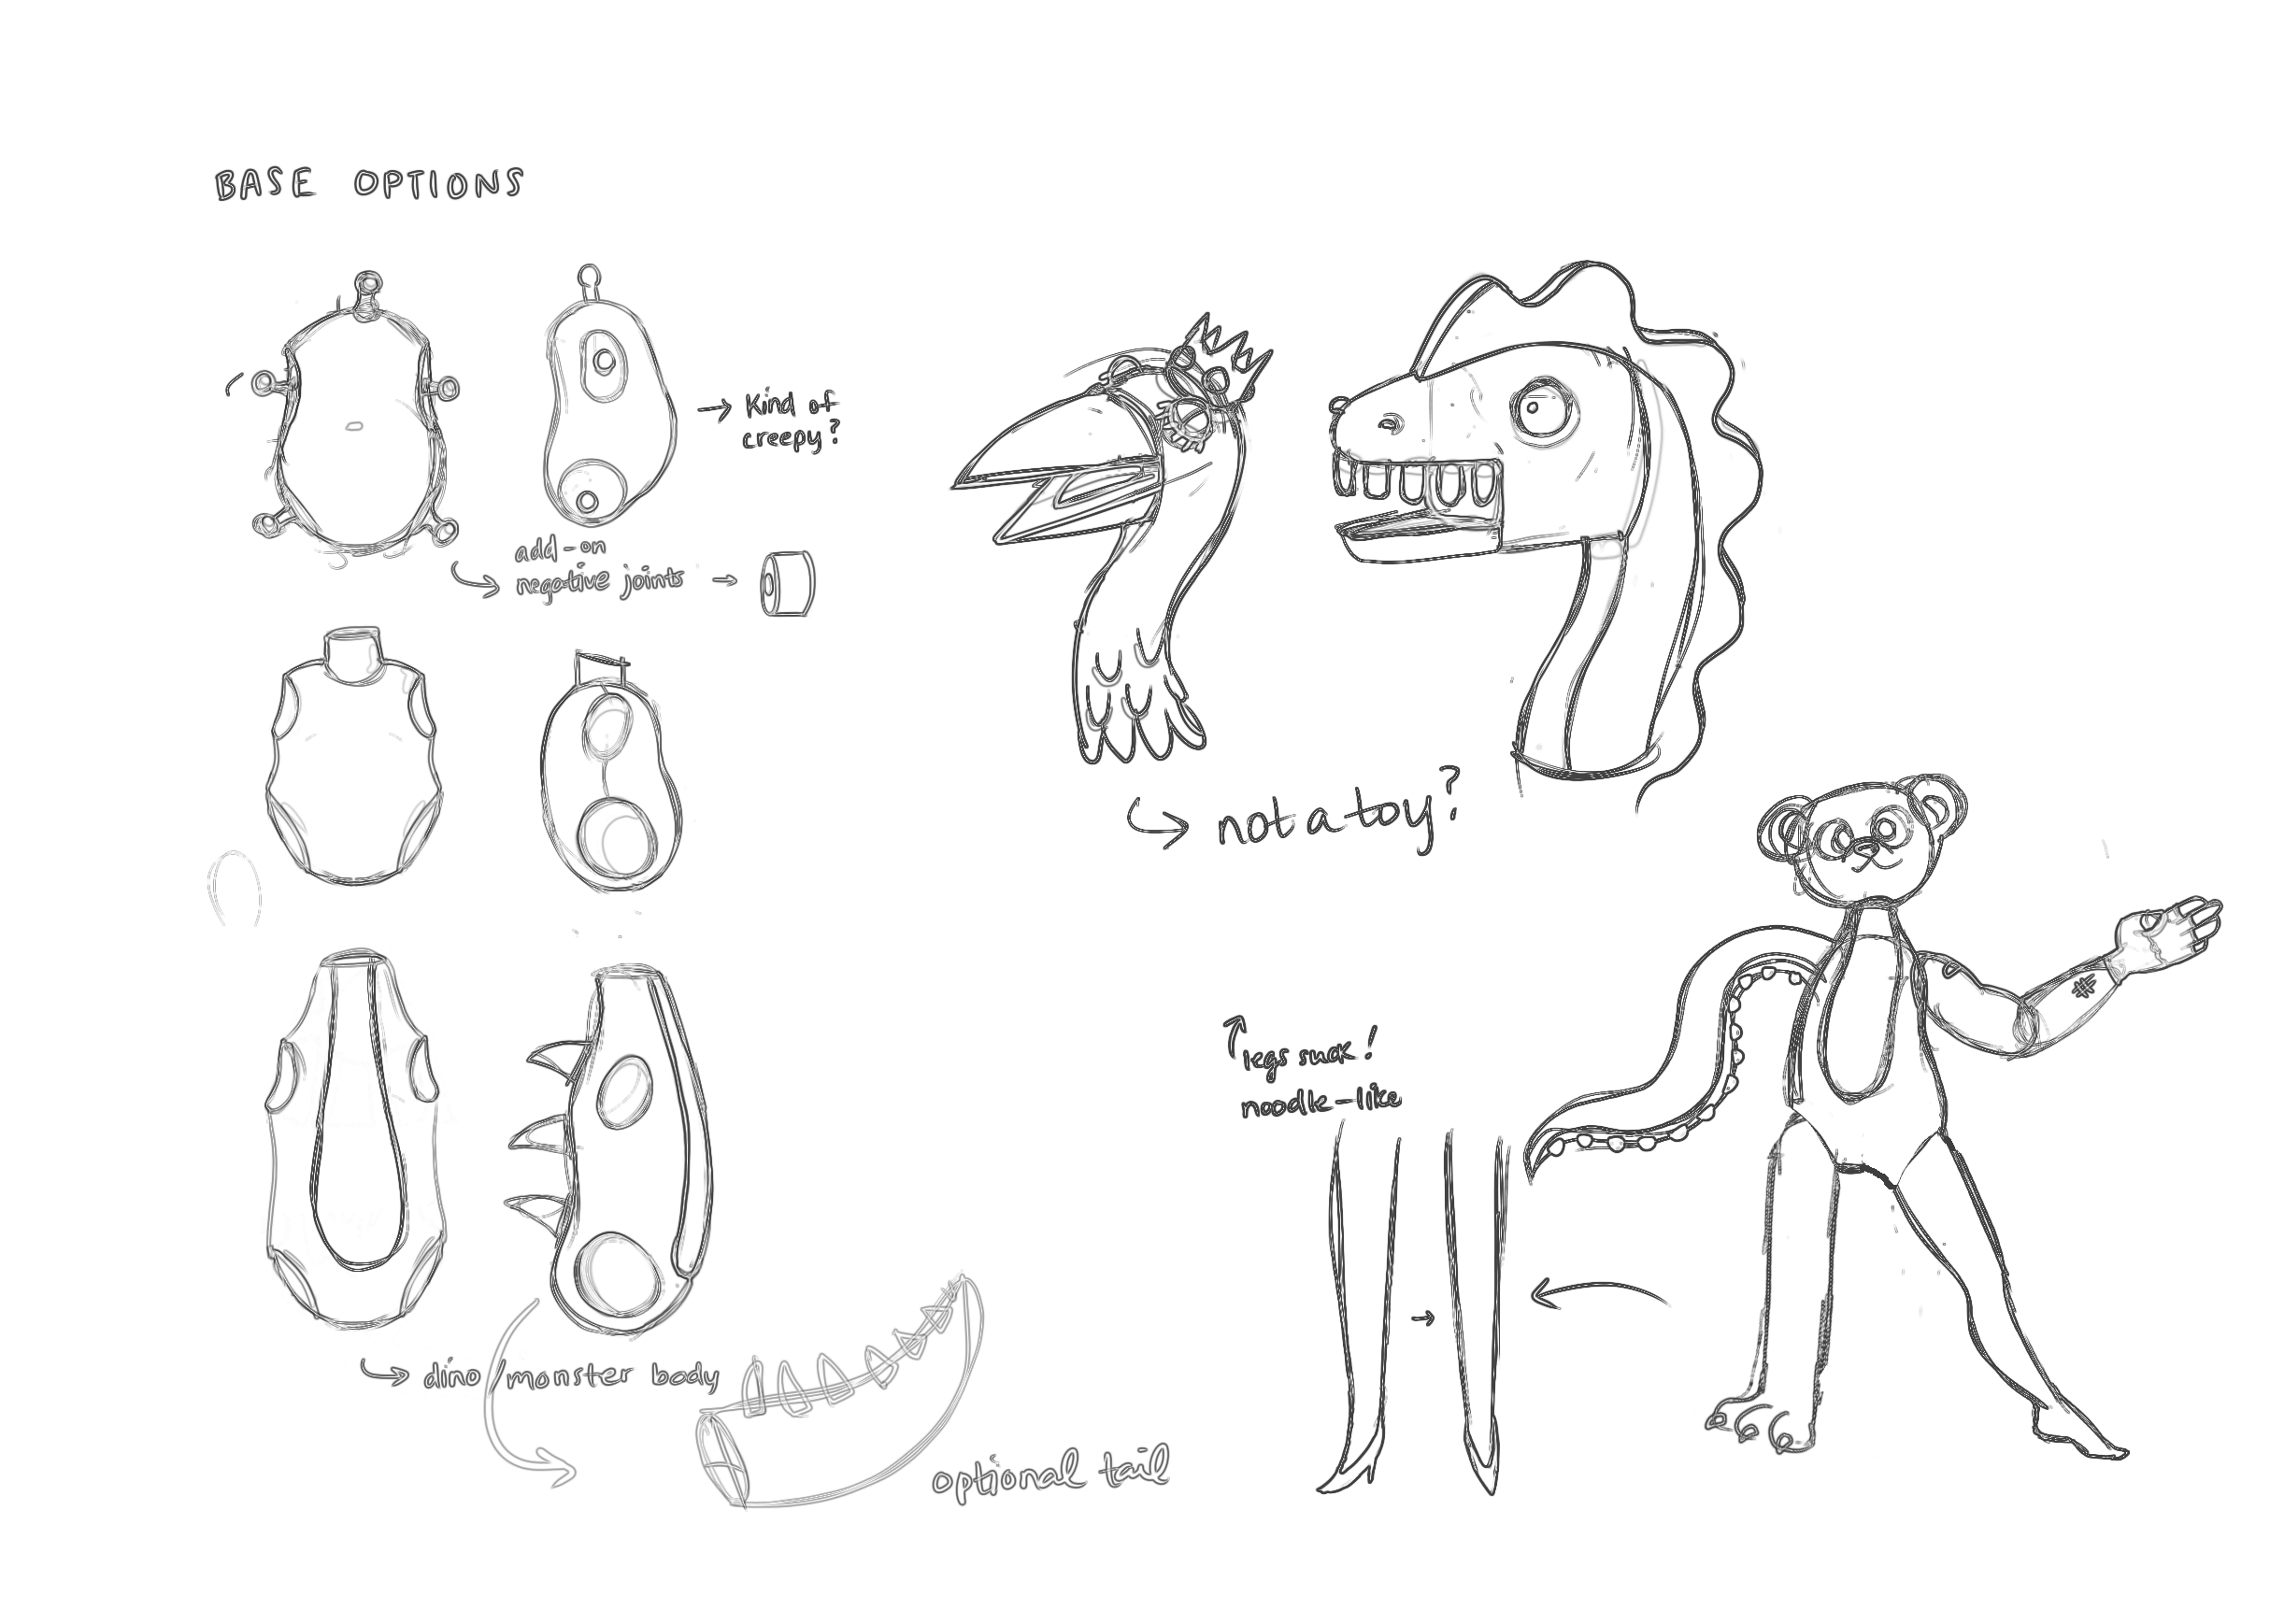 BASE OPTIONS
→ Kind of
creepy?
add-on
negative joints →
not a toy?
legs suck!
noodle-like
dino/monster body
optional tail